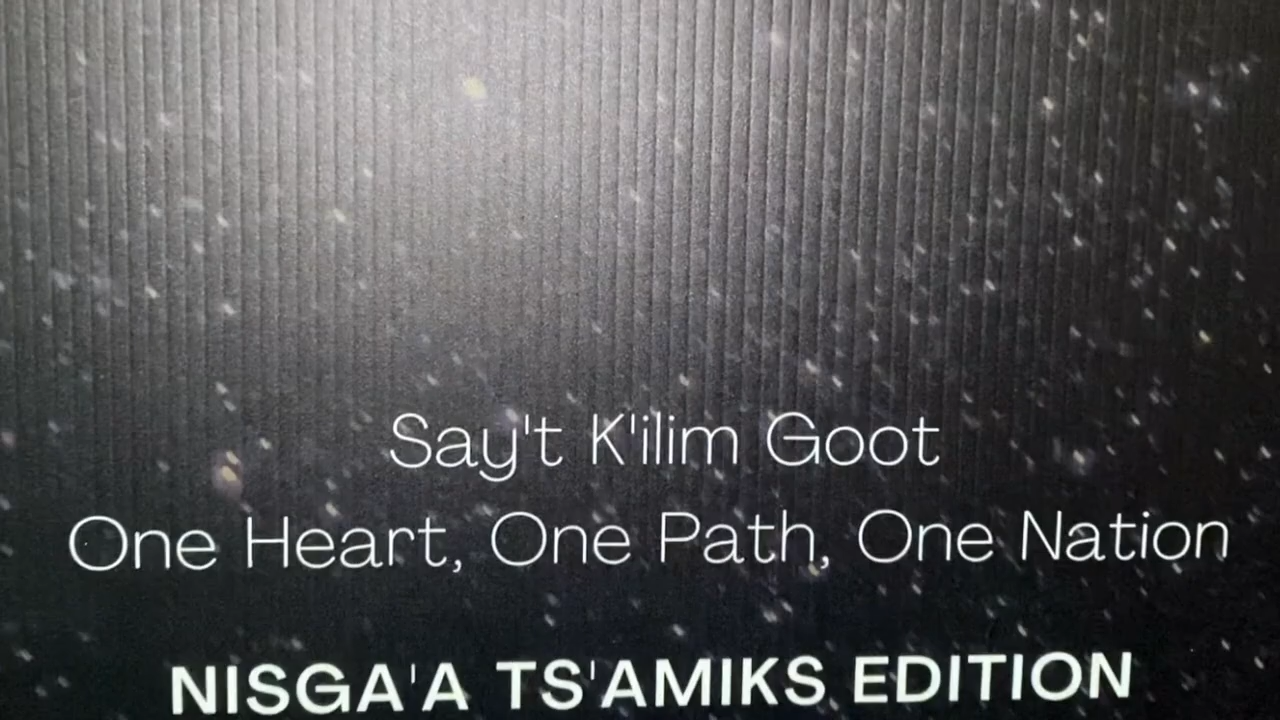 Say't K'ilim Goot
One Heart, One Path, One Nation
NISGA'A TS'AMIKS EDITION